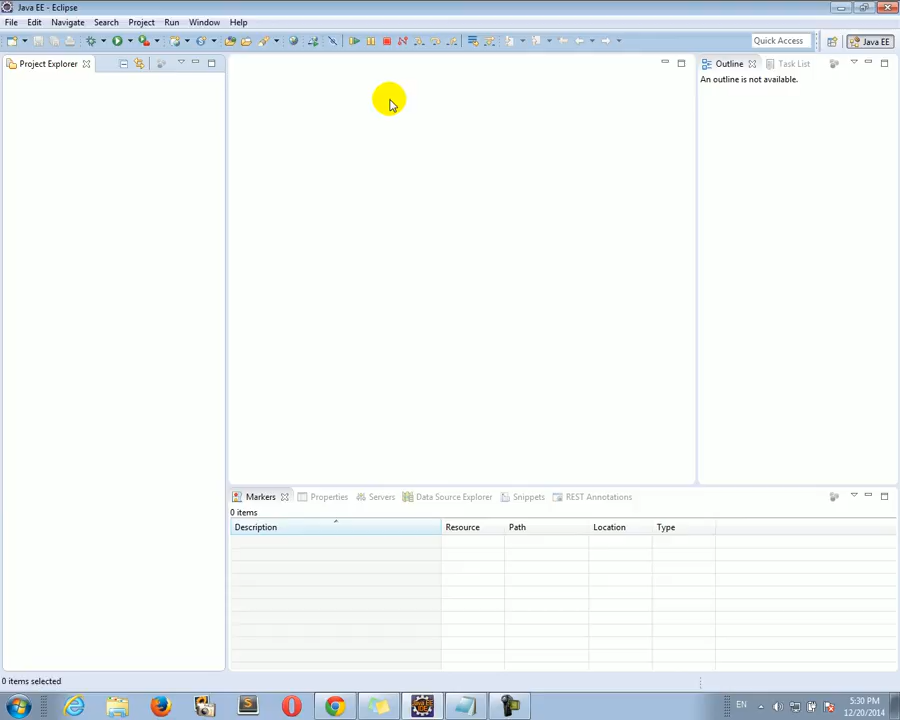 Java EE - Eclipse
File Edit Navigate Search Project Run Window Help
Quick Access Java EE
Project Explorer
Outline Task List
An outline is not available.
Markers Properties Servers Data Source Explorer Snippets REST Annotations
0 items
Description Resource Path Location Type
0 items selected
EN 5:30 PM
12/20/2014